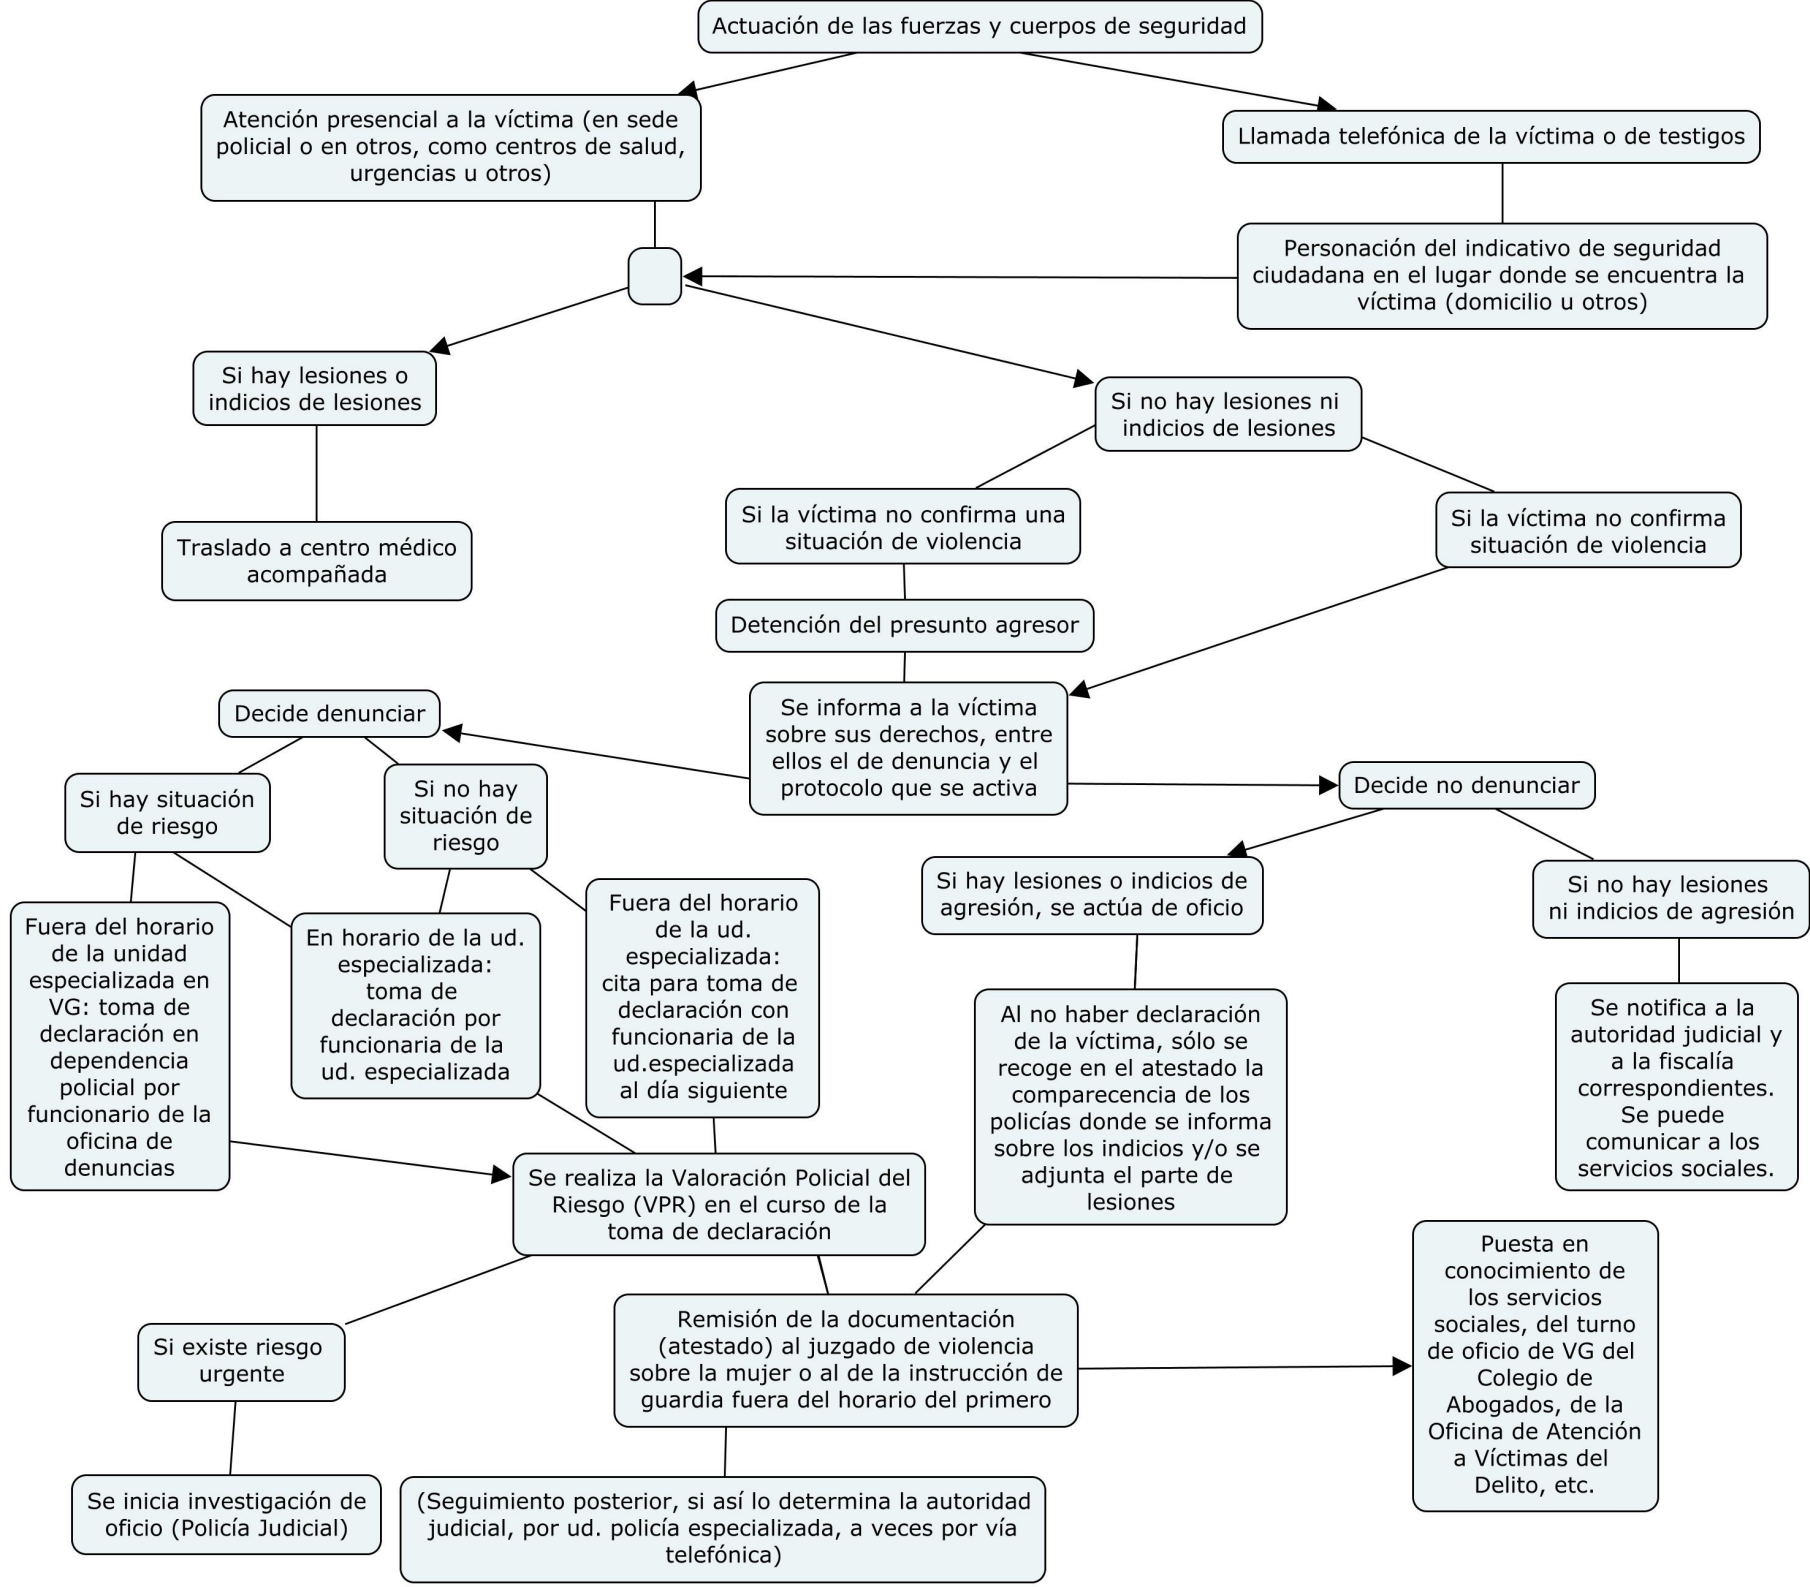 Actuación de las fuerzas y cuerpos de seguridad
Atención presencial a la víctima (en sede
policial o en otros, como centros de salud,
urgencias u otros)
Llamada telefónica de la víctima o de testigos
Personación del indicativo de seguridad
ciudadana en el lugar donde se encuentra la
víctima (domicilio u otros)
Si hay lesiones o
indicios de lesiones
Si no hay lesiones ni
indicios de lesiones
Traslado a centro médico
acompañada
Si la víctima no confirma una
situación de violencia
Si la víctima no confirma
situación de violencia
Detención del presunto agresor
Se informa a la víctima
sobre sus derechos, entre
ellos el de denuncia y el
protocolo que se activa
Decide denunciar
Decide no denunciar
Si hay situación
de riesgo
Si no hay
situación de
riesgo
Si hay lesiones o indicios de
agresión, se actúa de oficio
Si no hay lesiones
ni indicios de agresión
Fuera del horario
de la unidad
especializada en
VG: toma de
declaración en
dependencia
policial por
funcionario de la
oficina de
denuncias
En horario de la ud.
especializada:
toma de
declaración por
funcionaria de la
ud. especializada
Fuera del horario
de la ud.
especializada:
cita para toma de
declaración con
funcionaria de la
ud.especializada
al día siguiente
Al no haber declaración
de la víctima, sólo se
recoge en el atestado la
comparecencia de los
policías donde se informa
sobre los indicios y/o se
adjunta el parte de
lesiones
Se notifica a la
autoridad judicial y
a la fiscalía
correspondientes.
Se puede
comunicar a los
servicios sociales.
Se realiza la Valoración Policial del
Riesgo (VPR) en el curso de la
toma de declaración
Si existe riesgo
urgente
Remisión de la documentación
(atestado) al juzgado de violencia
sobre la mujer o al de la instrucción de
guardia fuera del horario del primero
Puesta en
conocimiento de
los servicios
sociales, del turno
de oficio de VG del
Colegio de
Abogados, de la
Oficina de Atención
a Víctimas del
Delito, etc.
Se inicia investigación de
oficio (Policía Judicial)
(Seguimiento posterior, si así lo determina la autoridad
judicial, por ud. policía especializada, a veces por vía
telefónica)